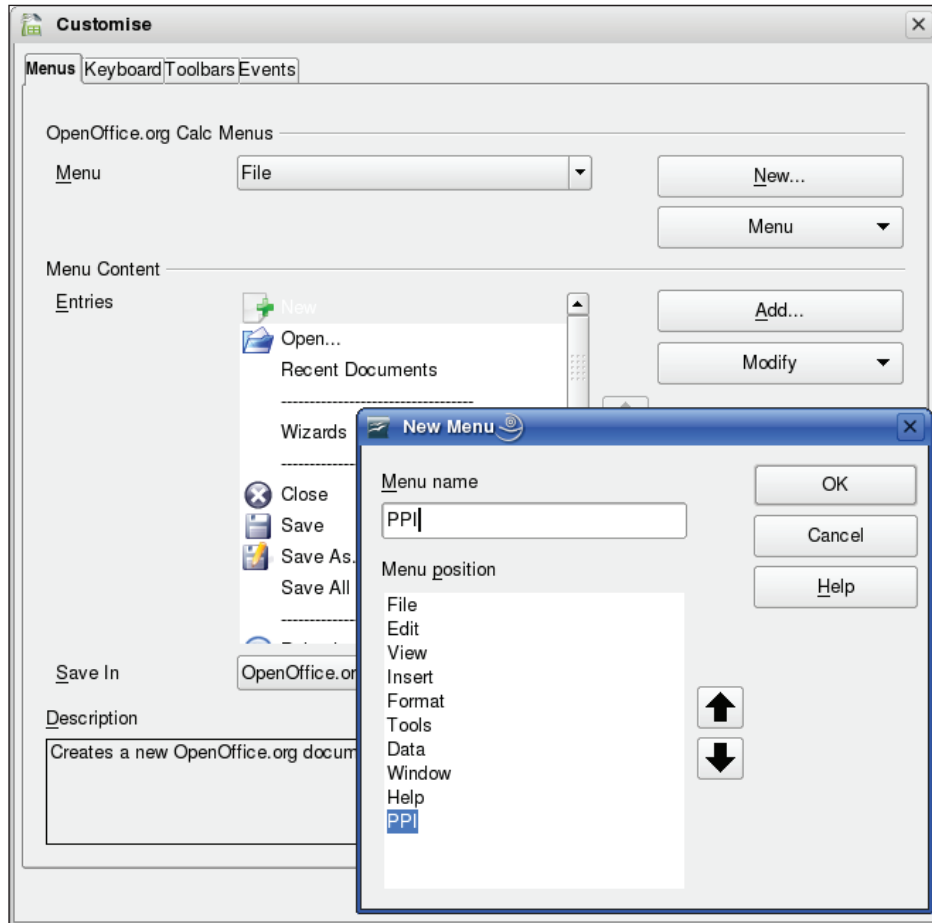 Customise
Menus Keyboard Toolbars Events
OpenOffice.org Calc Menus
Menu File New...
Menu
Menu Content
Entries New Add...
Open... Modify
Recent Documents
Wizards
Close
Save
Save As.
Save All
Save In OpenOffice.or
Description
Creates a new OpenOffice.org docum
New Menu
Menu name OK
PPI Cancel
Menu position Help
File
Edit
View
Insert
Format
Tools
Data
Window
Help
PPI